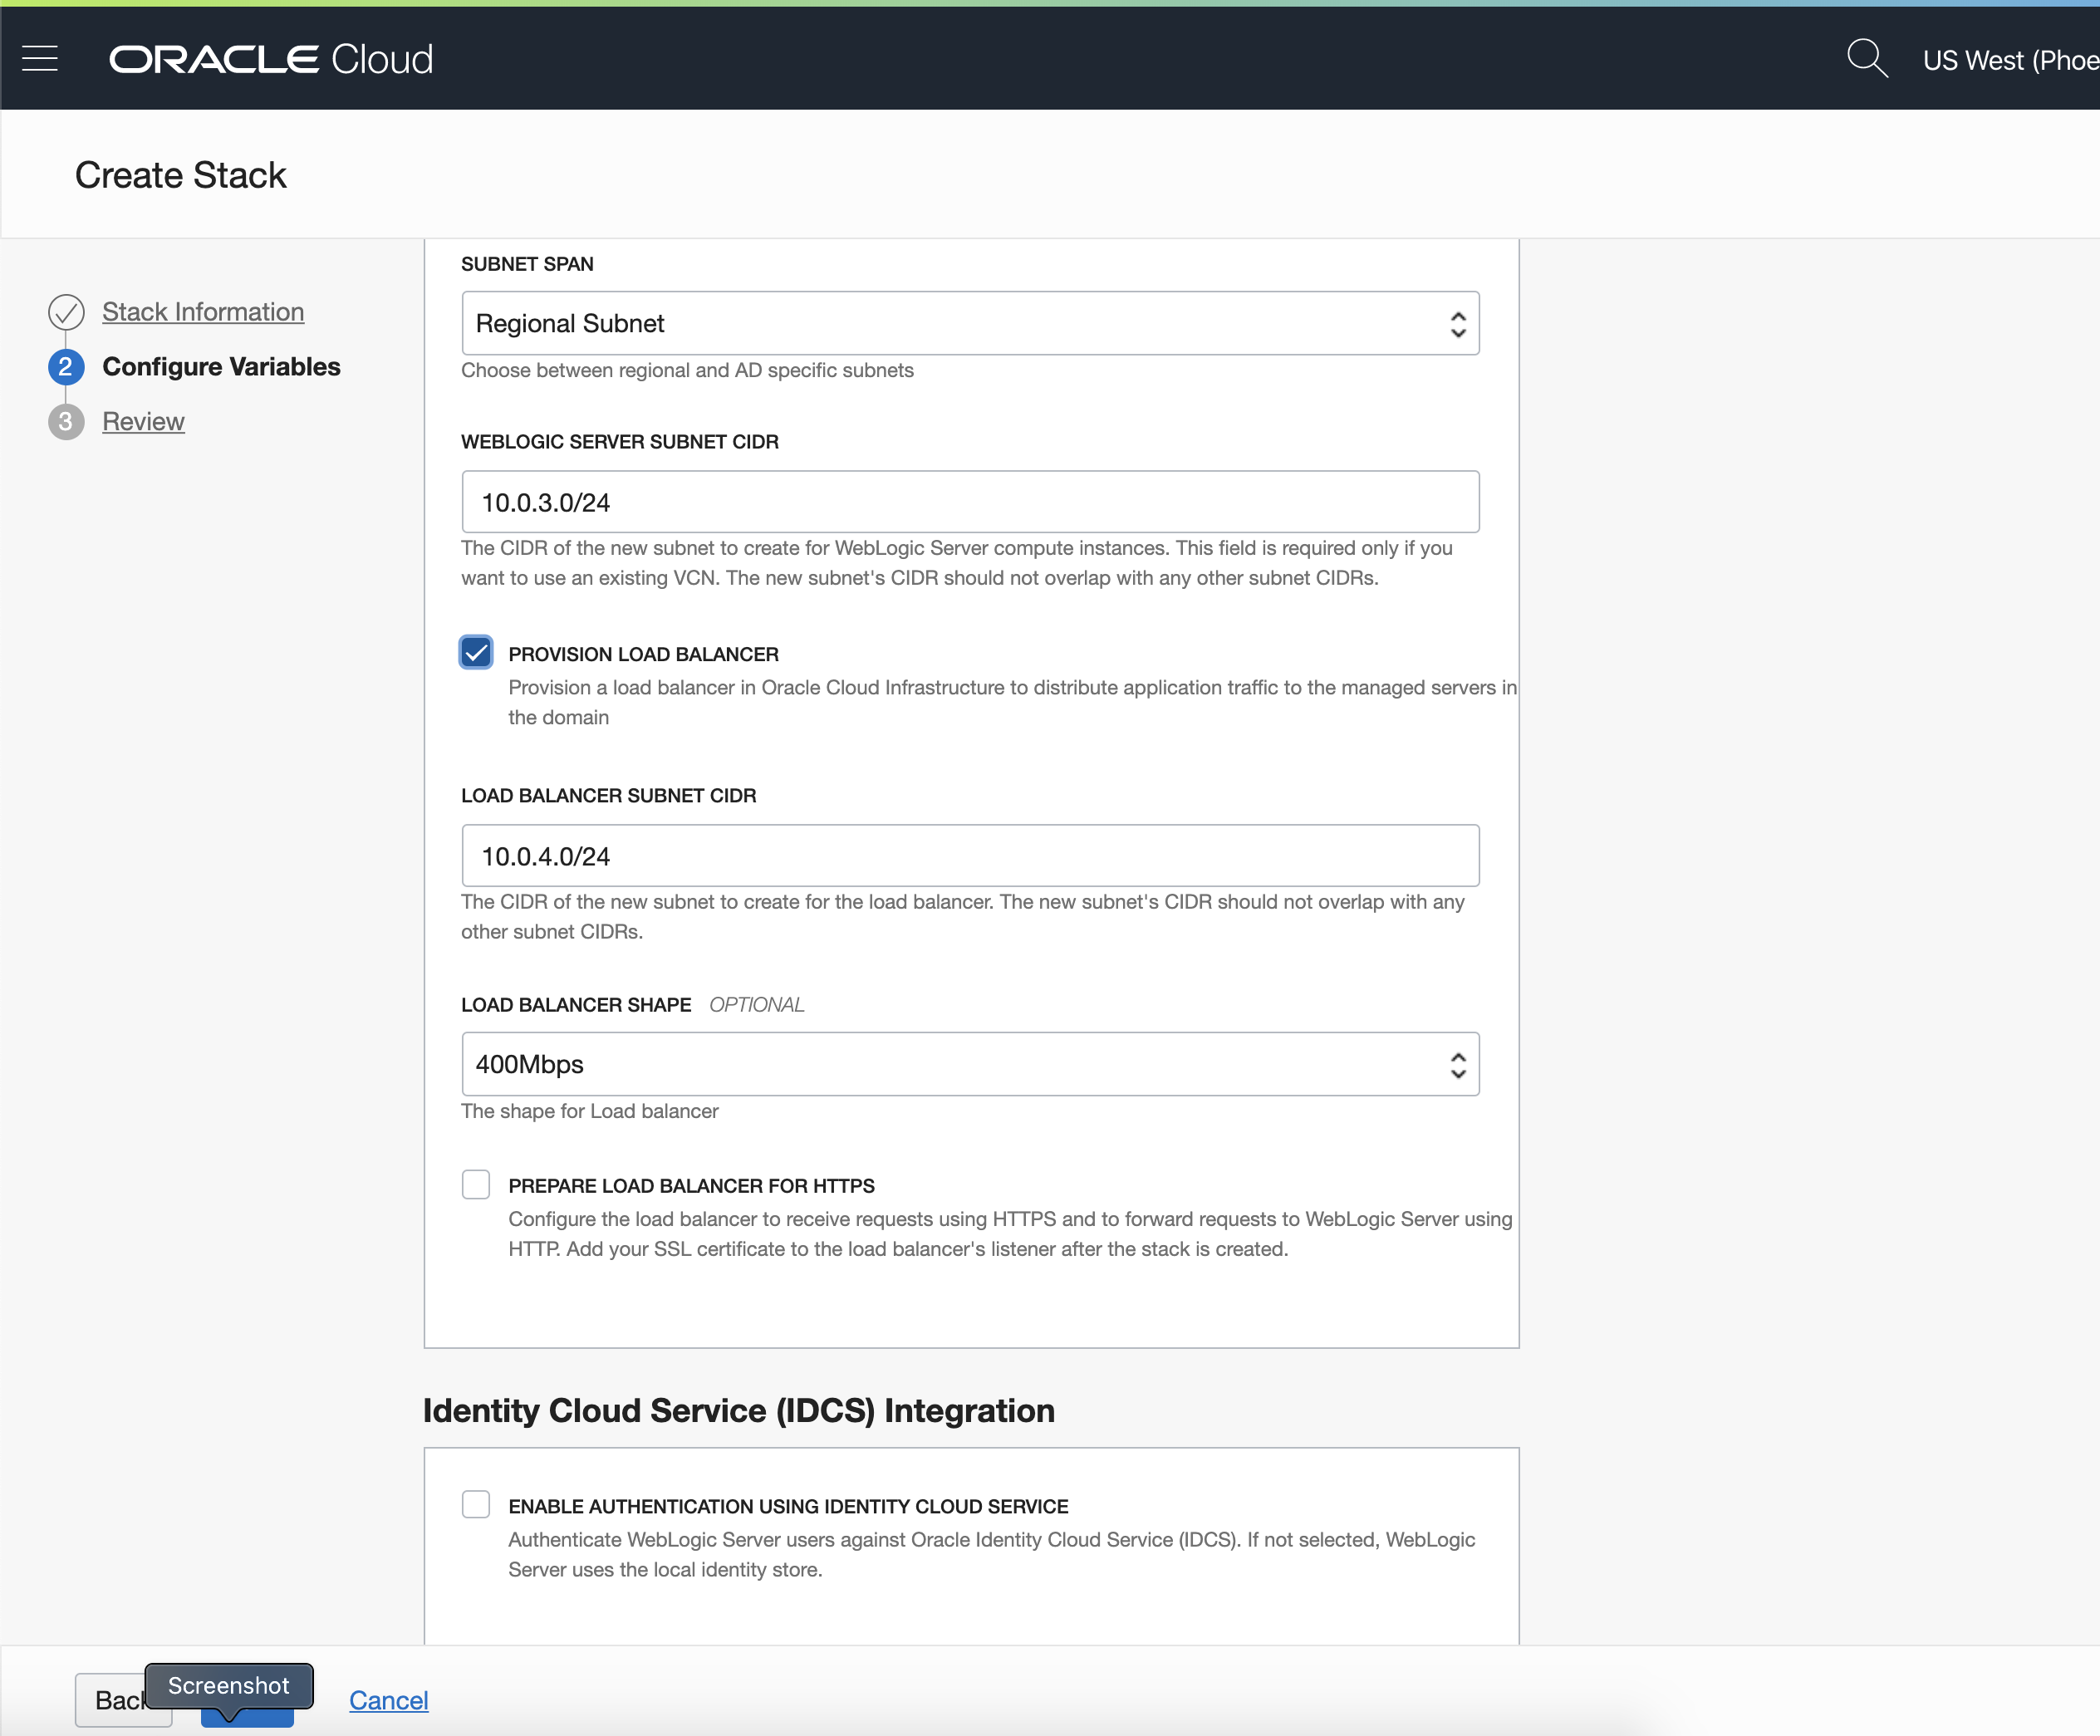 ORACLE Cloud
US West (Phoe
Create Stack
Stack Information
2 Configure Variables
3 Review
SUBNET SPAN
Regional Subnet
Choose between regional and AD specific subnets
WEBLOGIC SERVER SUBNET CIDR
10.0.3.0/24
The CIDR of the new subnet to create for WebLogic Server compute instances. This field is required only if you
want to use an existing VCN. The new subnet's CIDR should not overlap with any other subnet CIDRs.
PROVISION LOAD BALANCER
Provision a load balancer in Oracle Cloud Infrastructure to distribute application traffic to the managed servers in
the domain
LOAD BALANCER SUBNET CIDR
10.0.4.0/24
The CIDR of the new subnet to create for the load balancer. The new subnet's CIDR should not overlap with any
other subnet CIDRs.
LOAD BALANCER SHAPE OPTIONAL
400Mbps
The shape for Load balancer
PREPARE LOAD BALANCER FOR HTTPS
Configure the load balancer to receive requests using HTTPS and to forward requests to WebLogic Server using
HTTP. Add your SSL certificate to the load balancer's listener after the stack is created.
Identity Cloud Service (IDCS) Integration
ENABLE AUTHENTICATION USING IDENTITY CLOUD SERVICE
Authenticate WebLogic Server users against Oracle Identity Cloud Service (IDCS). If not selected, WebLogic
Server uses the local identity store.
Back
Screenshot
Cancel